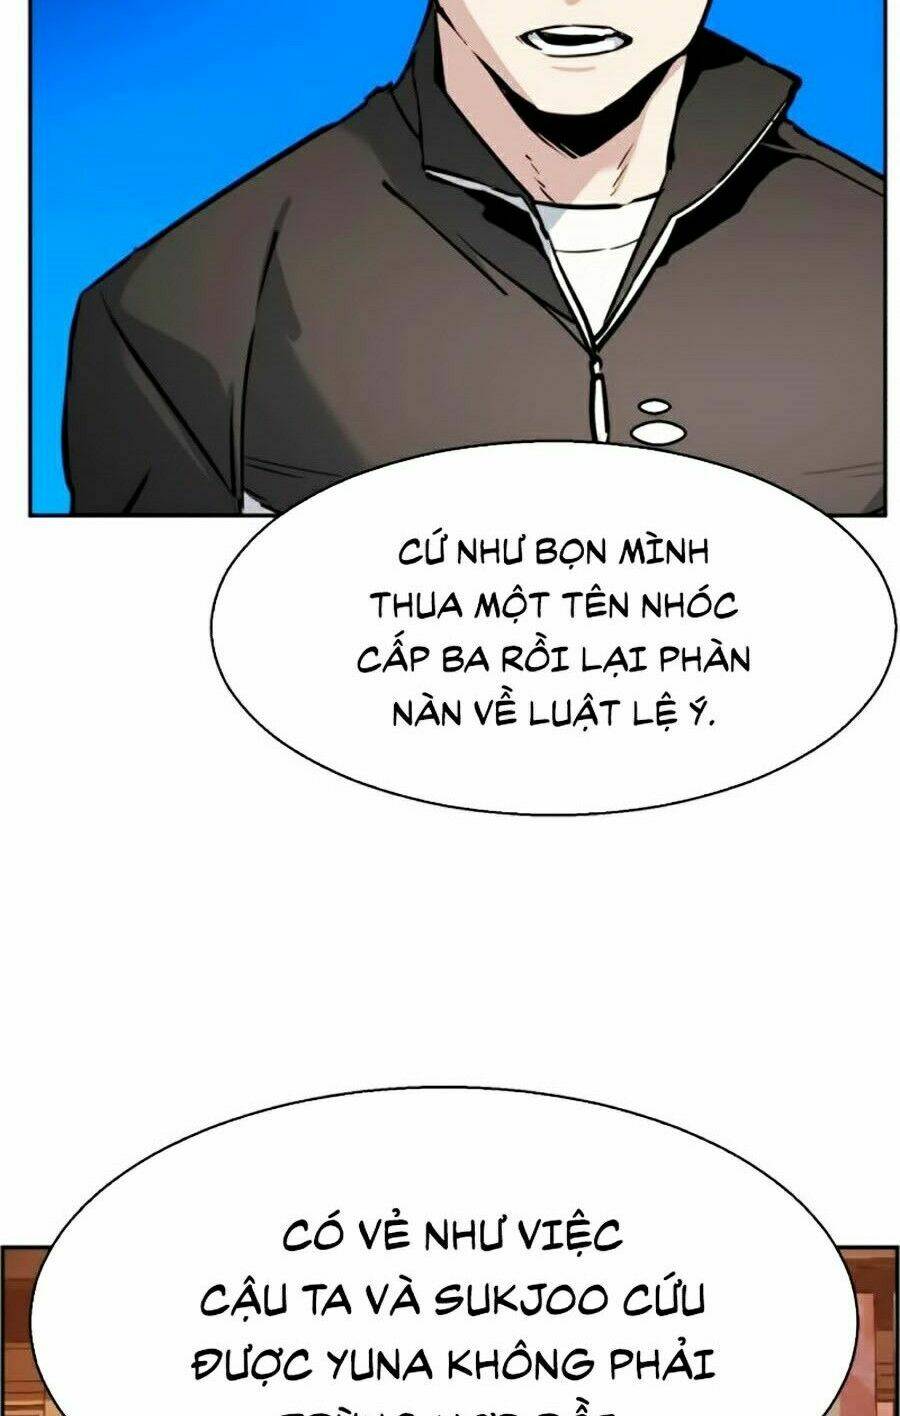 CỨ NHƯ BỌN MÌNH
THUA MỘT TÊN NHÓC
CẤP BA RỒI LẠI PHÀN
NÀN VỀ LUẬT LỆ Ý.
CÓ VẺ NHƯ VIỆC
CẬU TA VÀ SUKJOO CỨU
ĐƯỢC YUNA KHÔNG PHẢI